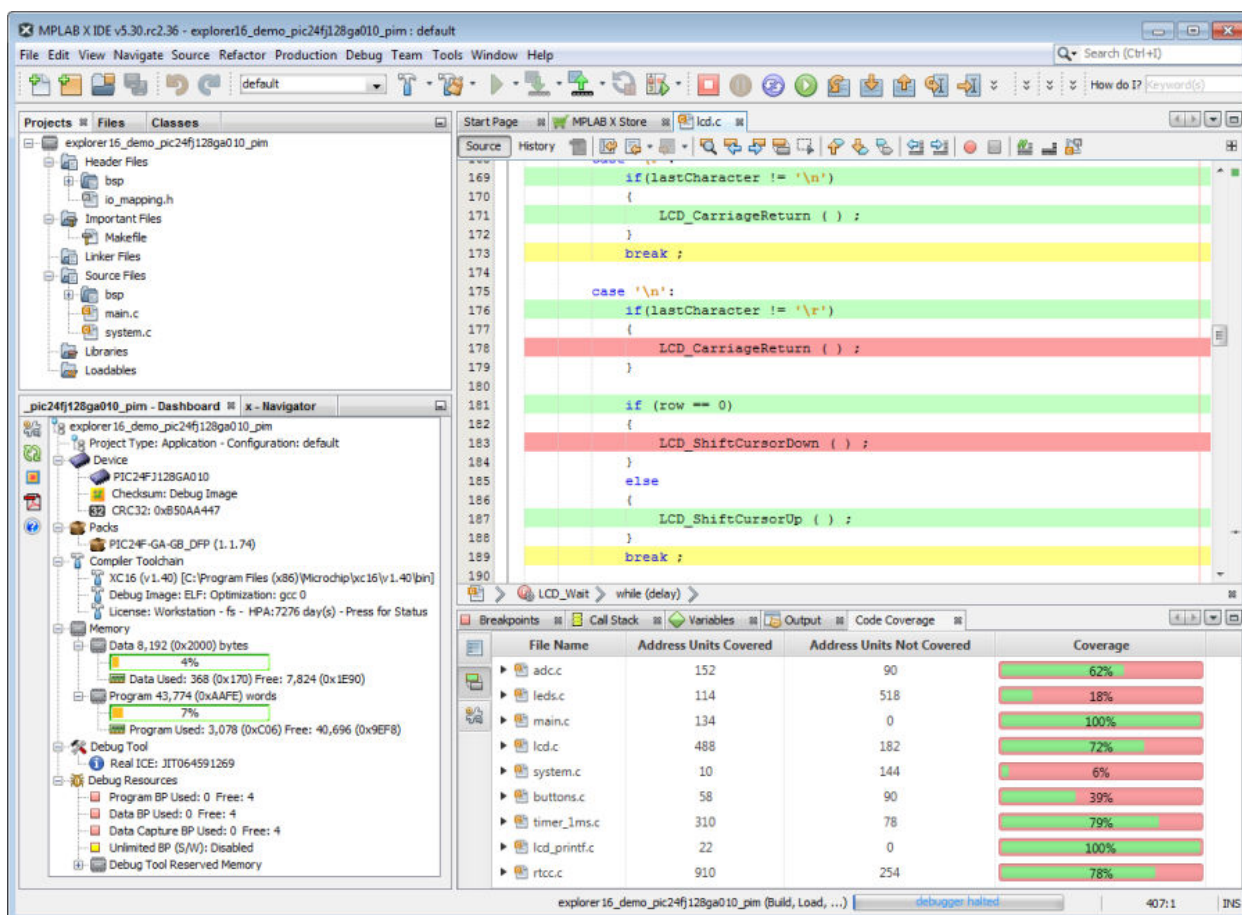 MPLAB X IDE v5.30.rc2.36 - explorer16_demo_pic24fj128ga010_pim : default
File Edit View Navigate Source Refactor Production Debug Team Tools Window Help
Search (Ctrl+I)
default
How do I? Keyword(s)
Projects Files Classes
explorer16_demo_pic24fj128ga010_pim
Header Files
bsp
io_mapping.h
Important Files
Makefile
Linker Files
Source Files
bsp
main.c
system.c
Libraries
Loadables
_pic24fj128ga010_pim - Dashboard x - Navigator
explorer16_demo_pic24fj128ga010_pim
Project Type: Application - Configuration: default
Device
PIC24FJ128GA010
Checksum: Debug Image
CRC32: 0xB50AA447
Packs
PIC24F-GA-GB_DFP (1.1.74)
Compiler Toolchain
XC16 (v1.40) [C:\Program Files (x86)\Microchip\xc16\v1.40\bin]
Debug Image: ELF: Optimization: gcc 0
License: Workstation - fs - HPA:7276 day(s) - Press for Status
Memory
Data 8,192 (0x2000) bytes
4%
Data Used: 368 (0x170) Free: 7,824 (0x1E90)
Program 43,774 (0xAAFE) words
7%
Program Used: 3,078 (0xC06) Free: 40,696 (0x9EF8)
Debug Tool
Real ICE: JIT064591269
Debug Resources
Program BP Used: 0 Free: 4
Data BP Used: 0 Free: 4
Data Capture BP Used: 0 Free: 4
Unlimited BP (S/W): Disabled
Debug Tool Reserved Memory
Start Page MPLAB X Store lcd.c
Source History
169 if(lastCharacter != '\n')
170 {
171 LCD_CarriageReturn ( ) ;
172 }
173 break ;
174
175 case '\n':
176 if(lastCharacter != '\r')
177 {
178 LCD_CarriageReturn ( ) ;
179 }
180
181 if (row == 0)
182 {
183 LCD_ShiftCursorDown ( ) ;
184 }
185 else
186 {
187 LCD_ShiftCursorUp ( ) ;
188 }
189 break ;
190
LCD_Wait while (delay)
Breakpoints Call Stack Variables Output Code Coverage
File Name Address Units Covered Address Units Not Covered Coverage
adc.c 152 90 62%
leds.c 114 518 18%
main.c 134 0 100%
lcd.c 488 182 72%
system.c 10 144 6%
buttons.c 58 90 39%
timer_1ms.c 310 78 79%
lcd_printf.c 22 0 100%
rtcc.c 910 254 78%
explorer16_demo_pic24fj128ga010_pim (Build, Load, ...) debugger halted 407:1 INS